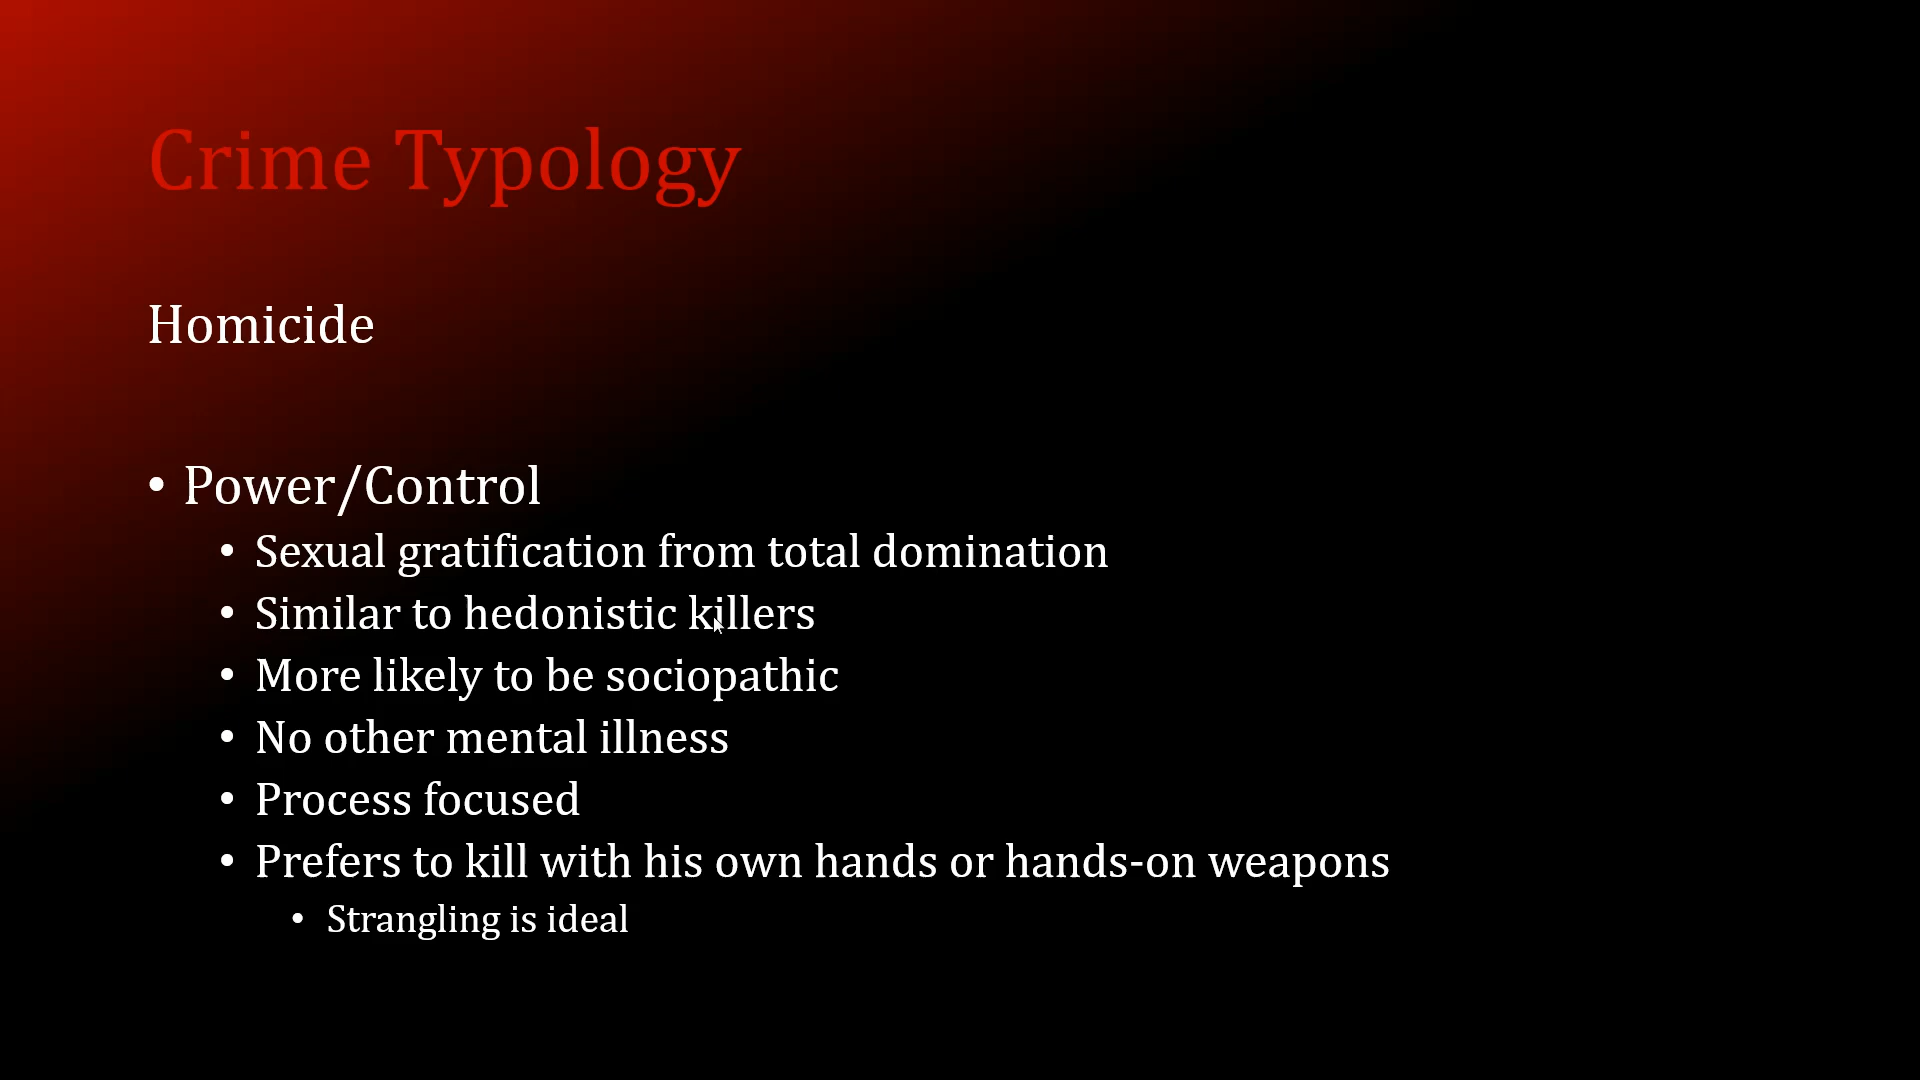 Crime Typology
Homicide
• Power/Control
• Sexual gratification from total domination
• Similar to hedonistic killers
• More likely to be sociopathic
• No other mental illness
• Process focused
• Prefers to kill with his own hands or hands-on weapons
• Strangling is ideal